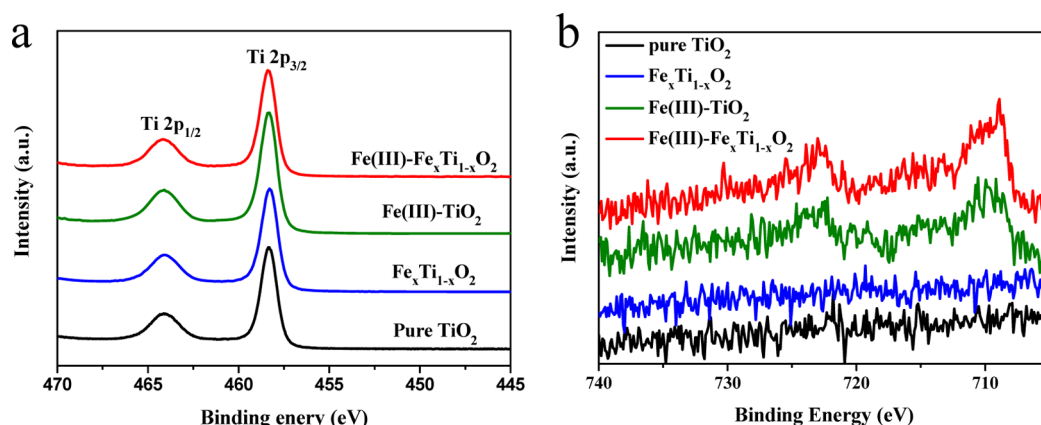 a
Intensity (a.u.)
Ti 2p1/2
Ti 2p3/2
Fe(III)-FexTi1-xO2
Fe(III)-TiO2
FexTi1-xO2
Pure TiO2
470 465 460 455 450 445
Binding enery (eV)
b
Intensity (a.u.)
pure TiO2
FexTi1-xO2
Fe(III)-TiO2
Fe(III)-FexTi1-xO2
740 730 720 710
Binding Energy (eV)